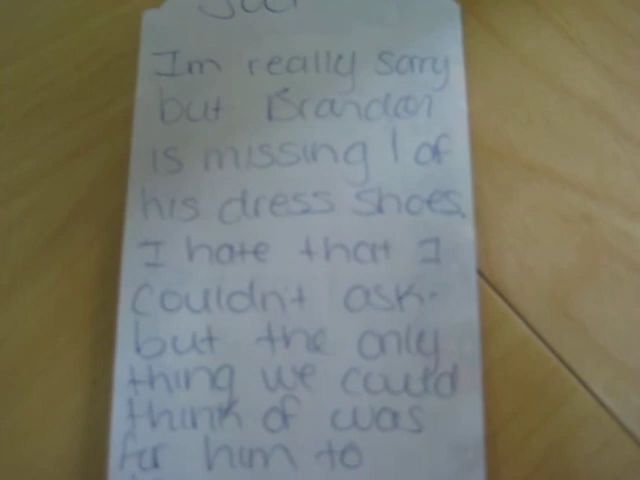 Im really sorry
but Brandon
is missing 1 of
his dress shoes.
I hate that I
couldn't ask.
but the only
thing we could
think of was
for him to